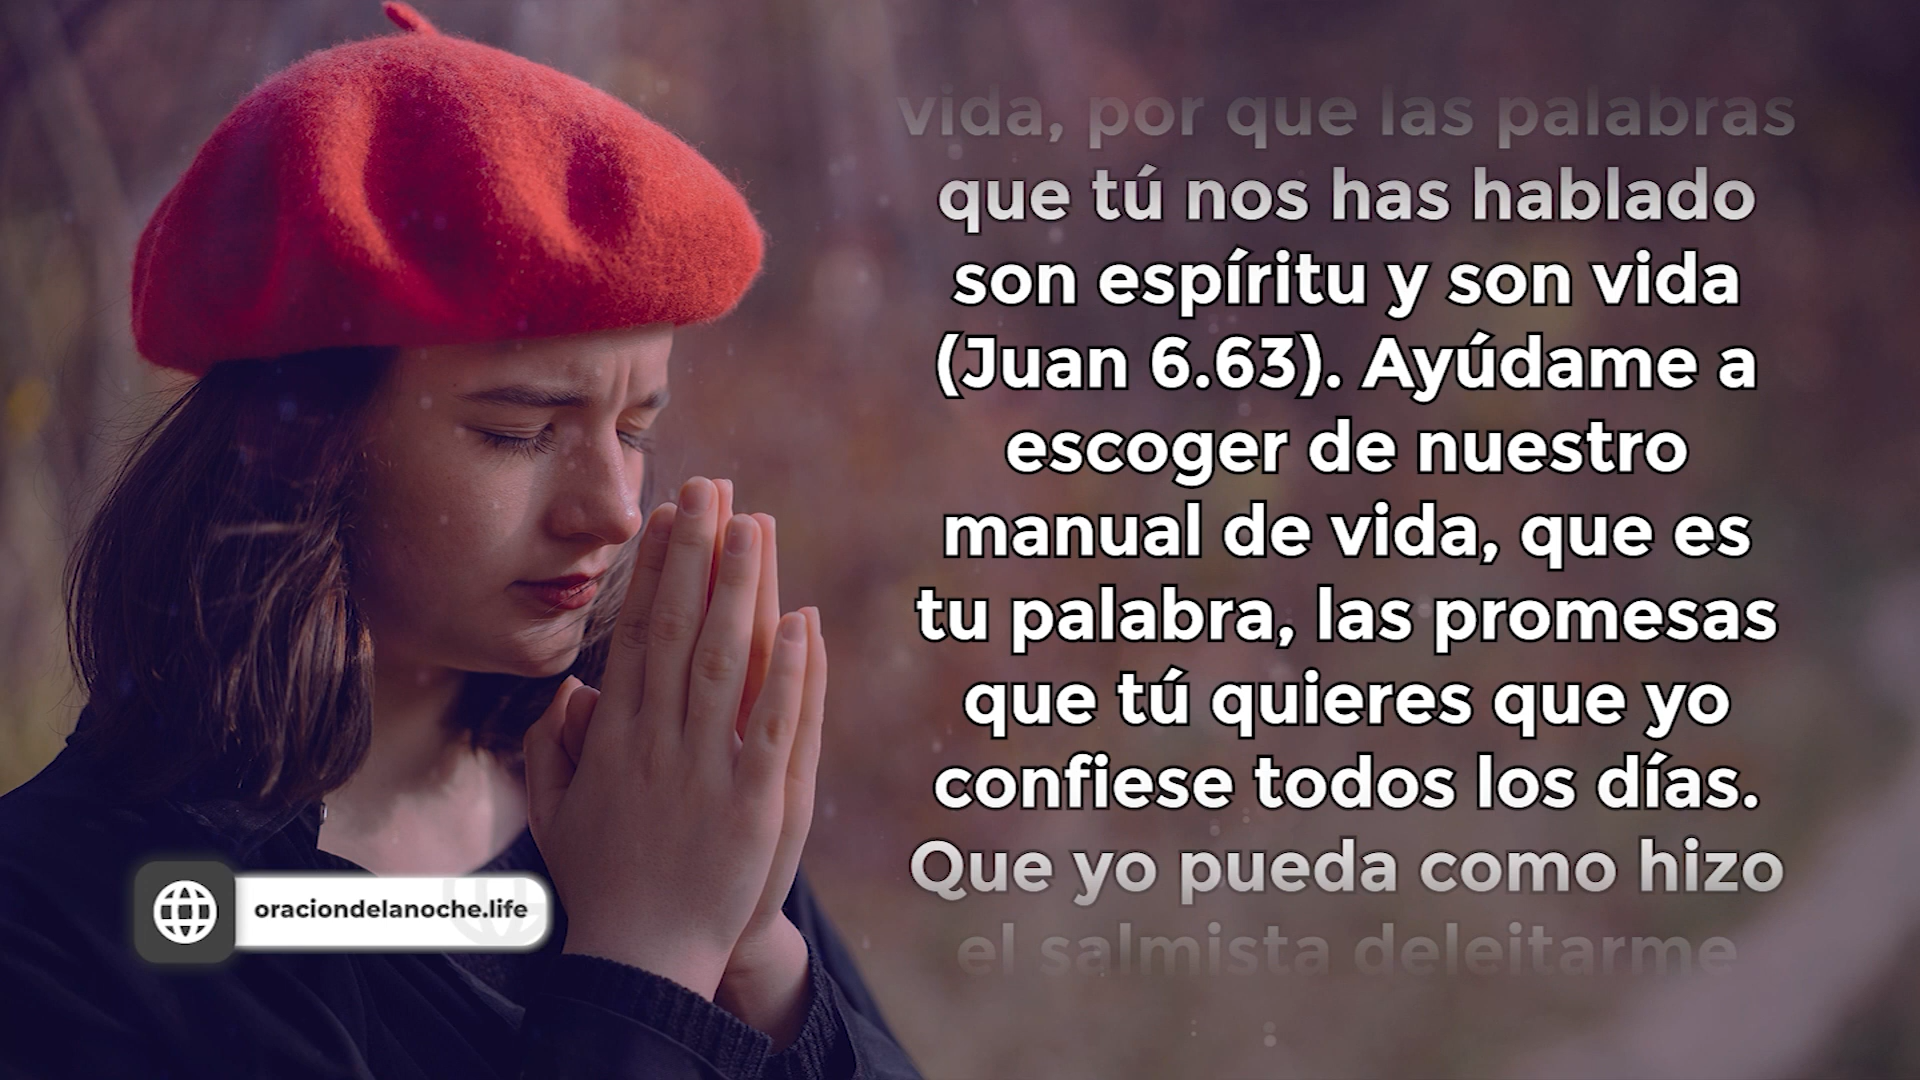 vida, por que las palabras
que tú nos has hablado
son espíritu y son vida
(Juan 6.63). Ayúdame a
escoger de nuestro
manual de vida, que es
tu palabra, las promesas
que tú quieres que yo
confiese todos los días.
Que yo pueda como hizo
el salmista deleitarme
oraciondelanoche.life